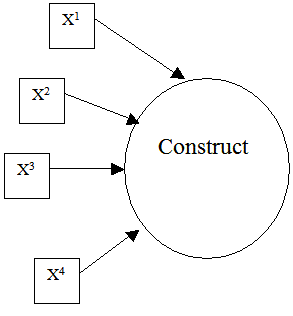 X¹
X²
Construct
X³
X⁴